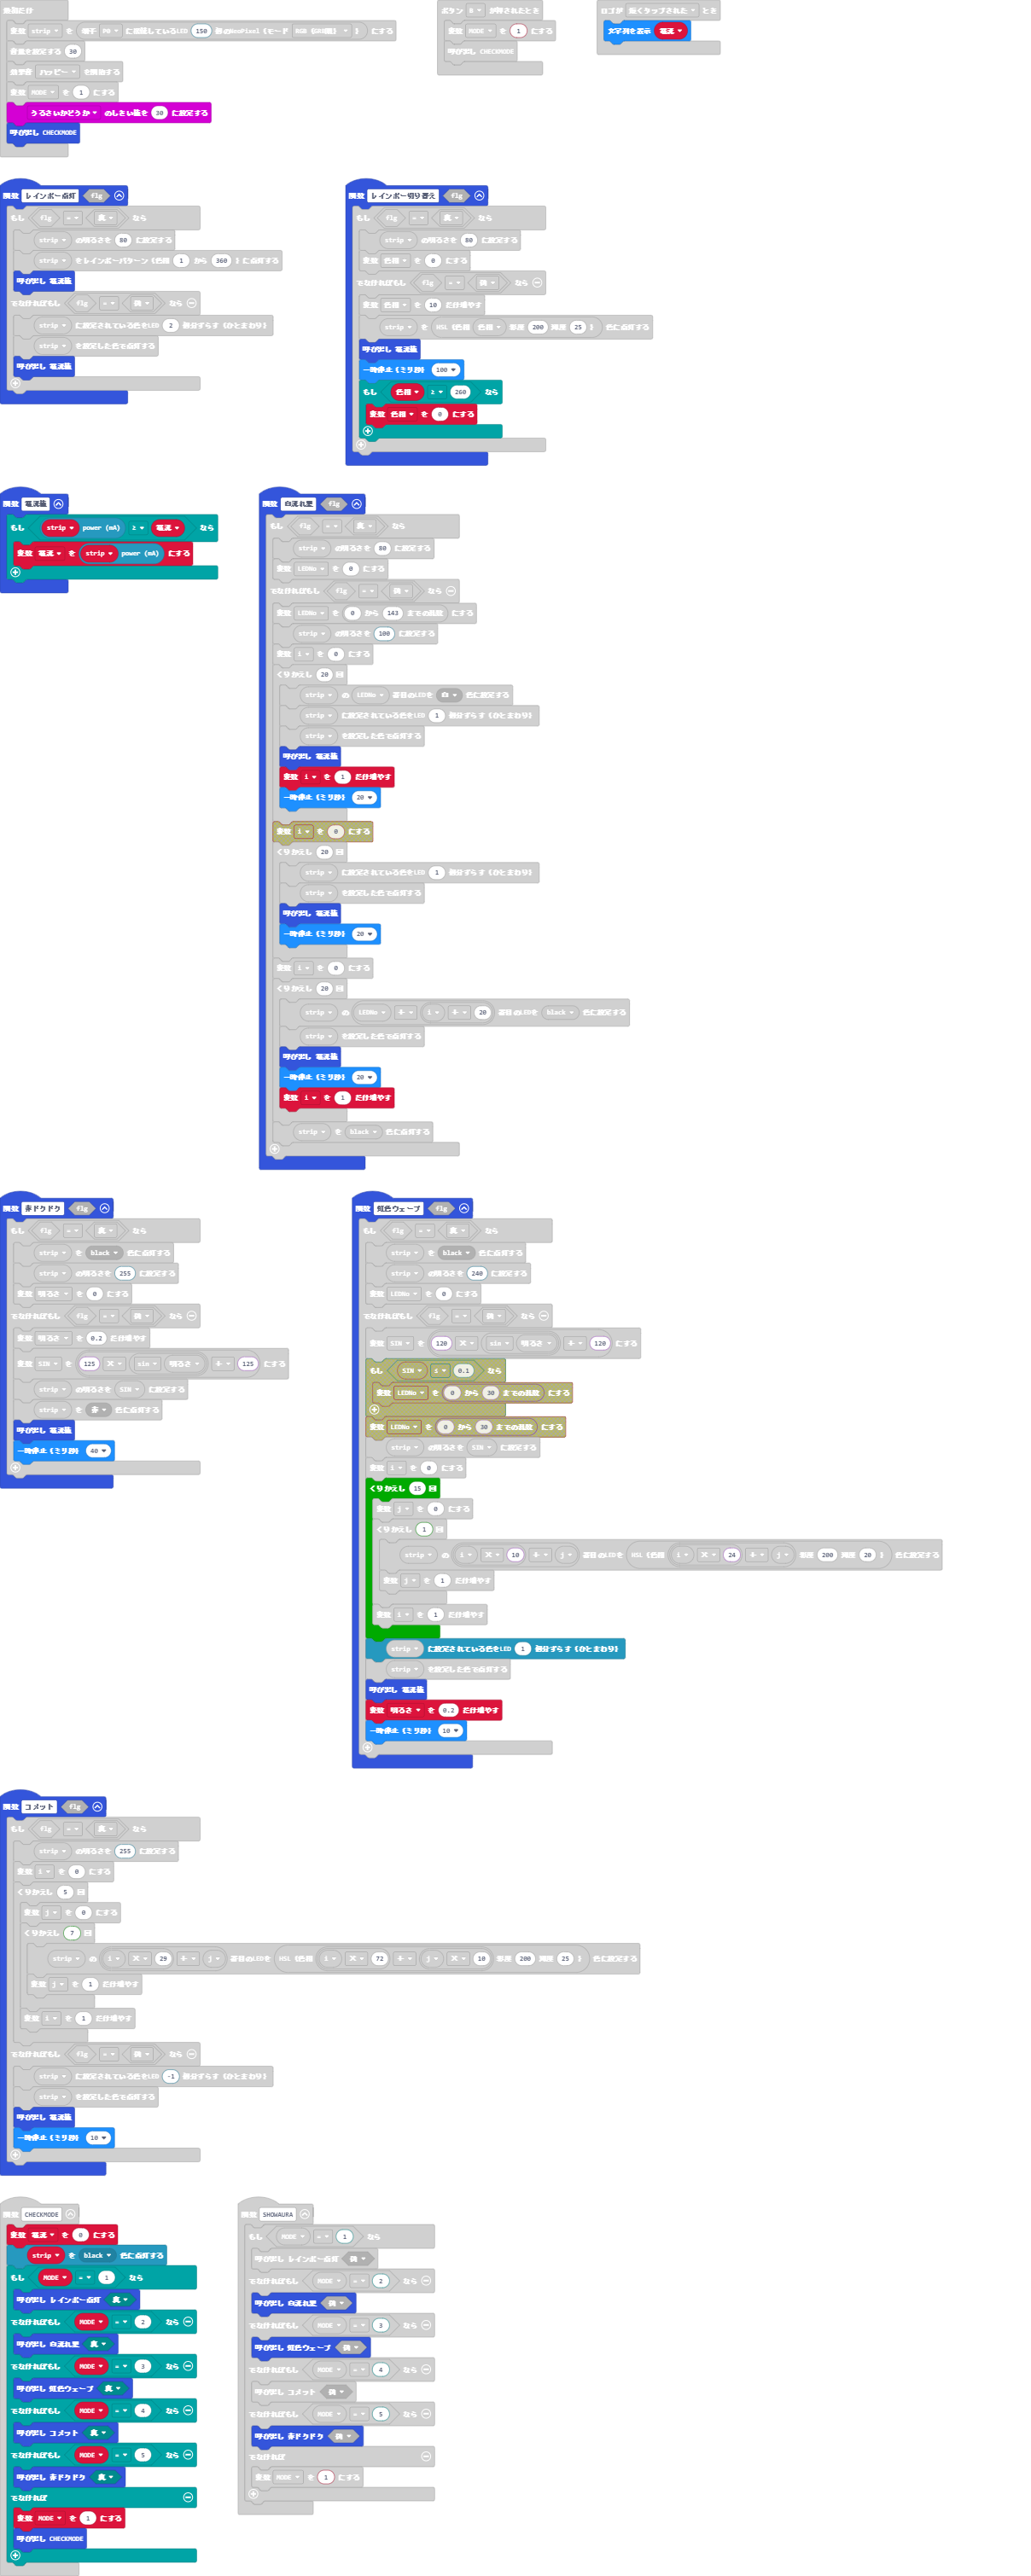 最初だけ
変数 strip を 端子 P0 に接続しているLED 150 個のNeoPixel (モード RGB (GRB順) ) にする
音量を設定する 30
変数 MODE を 1 にする
うるさいかどうか のしきい値を 30 に設定する
呼び出し CHECKMODE
ボタン B が押されたとき
変数 MODE を 1 にする
呼び出し CHECKMODE
ロゴが 短くタップされた とき
文字列を表示 電流
関数 レインボー点灯 flg
もし flg = 真 なら
strip の明るさを 80 に設定する
strip をレインボーパターン (色相 1 から 360 ) に点灯する
呼び出し 電流値
でなければもし flg = 偽 なら
strip に設定されている色をLED 2 個分ずらす (ひとまわり)
strip を設定した色で点灯する
呼び出し 電流値
関数 レインボー切り替え flg
もし flg = 真 なら
strip の明るさを 80 に設定する
変数 色相 を 0 にする
でなければもし flg = 偽 なら
変数 色相 を 10 だけ増やす
strip を HSL (色相 色相 彩度 200 輝度 25 ) 色に点灯する
呼び出し 電流値
一時停止 (ミリ秒) 100
もし 色相 ≥ 260 なら
変数 色相 を 0 にする
関数 電流値
もし strip power (mA) ≥ 電流 なら
変数 電流 を strip power (mA) にする
関数 白流れ星 flg
もし flg = 真 なら
strip の明るさを 80 に設定する
変数 LEDNo を 0 にする
でなければもし flg = 偽 なら
変数 LEDNo を 0 から 143 までの乱数 にする
strip の明るさを 100 に設定する
変数 i を 0 にする
くりかえし 20 回
strip の LEDNo 番目のLEDを 白 色に設定する
strip に設定されている色をLED 1 個分ずらす (ひとまわり)
strip を設定した色で点灯する
呼び出し 電流値
変数 i を 1 だけ増やす
一時停止 (ミリ秒) 20
変数 i を 0 にする
くりかえし 20 回
strip に設定されている色をLED 1 個分ずらす (ひとまわり)
strip を設定した色で点灯する
呼び出し 電流値
一時停止 (ミリ秒) 20
変数 i を 0 にする
くりかえし 20 回
strip の LEDNo + i + 20 番目のLEDを black 色に設定する
strip を設定した色で点灯する
呼び出し 電流値
一時停止 (ミリ秒) 20
変数 i を 1 だけ増やす
strip を black 色に点灯する
関数 赤ドクドク flg
もし flg = 真 なら
strip を black 色に点灯する
strip の明るさを 255 に設定する
変数 明るさ を 0 にする
でなければもし flg = 偽 なら
変数 明るさ を 0.2 だけ増やす
変数 SIN を 125 × sin 明るさ + 125 にする
strip の明るさを SIN に設定する
strip を 赤 色に点灯する
呼び出し 電流値
一時停止 (ミリ秒) 40
関数 虹色ウェーブ flg
もし flg = 真 なら
strip を black 色に点灯する
strip の明るさを 240 に設定する
変数 LEDNo を 0 にする
でなければもし flg = 偽 なら
変数 SIN を 120 × sin 明るさ + 120 にする
もし SIN 0.1 なら
変数 LEDNo を 0 から 30 までの乱数 にする
変数 LEDNo を 0 から 30 までの乱数 にする
strip の明るさを SIN に設定する
変数 i を 0 にする
くりかえし 15 回
変数 j を 0 にする
くりかえし 1 回
strip の i × 10 + j 番目のLEDを HSL (色相 i × 24 + j 彩度 200 輝度 20 ) 色に設定する
変数 j を 1 だけ増やす
変数 i を 1 だけ増やす
strip に設定されている色をLED 1 個分ずらす (ひとまわり)
strip を設定した色で点灯する
呼び出し 電流値
変数 明るさ を 0.2 だけ増やす
一時停止 (ミリ秒) 10
関数 コメット flg
もし flg = 真 なら
strip の明るさを 255 に設定する
変数 i を 0 にする
くりかえし 5 回
変数 j を 0 にする
くりかえし 7 回
strip の i × 29 + j 番目のLEDを HSL (色相 i × 72 + j × 10 彩度 200 輝度 25 ) 色に設定する
変数 j を 1 だけ増やす
変数 i を 1 だけ増やす
でなければもし flg = 偽 なら
strip に設定されている色をLED -1 個分ずらす (ひとまわり)
strip を設定した色で点灯する
呼び出し 電流値
一時停止 (ミリ秒) 10
関数 CHECKMODE
変数 電流 を 0 にする
strip を black 色に点灯する
もし MODE = 1 なら
呼び出し レインボー点灯 真
でなければもし MODE = 2 なら
呼び出し 白流れ星 真
でなければもし MODE = 3 なら
呼び出し 虹色ウェーブ 真
でなければもし MODE = 4 なら
呼び出し コメット 真
でなければもし MODE = 5 なら
呼び出し 赤ドクドク 真
でなければ
変数 MODE を 1 にする
呼び出し CHECKMODE
関数 SHOWAURA
もし MODE = 1 なら
呼び出し レインボー点灯 偽
でなければもし MODE = 2 なら
呼び出し 白流れ星 偽
でなければもし MODE = 3 なら
呼び出し 虹色ウェーブ 偽
でなければもし MODE = 4 なら
呼び出し コメット 偽
でなければもし MODE = 5 なら
呼び出し 赤ドクドク 偽
でなければ
変数 MODE を 1 にする